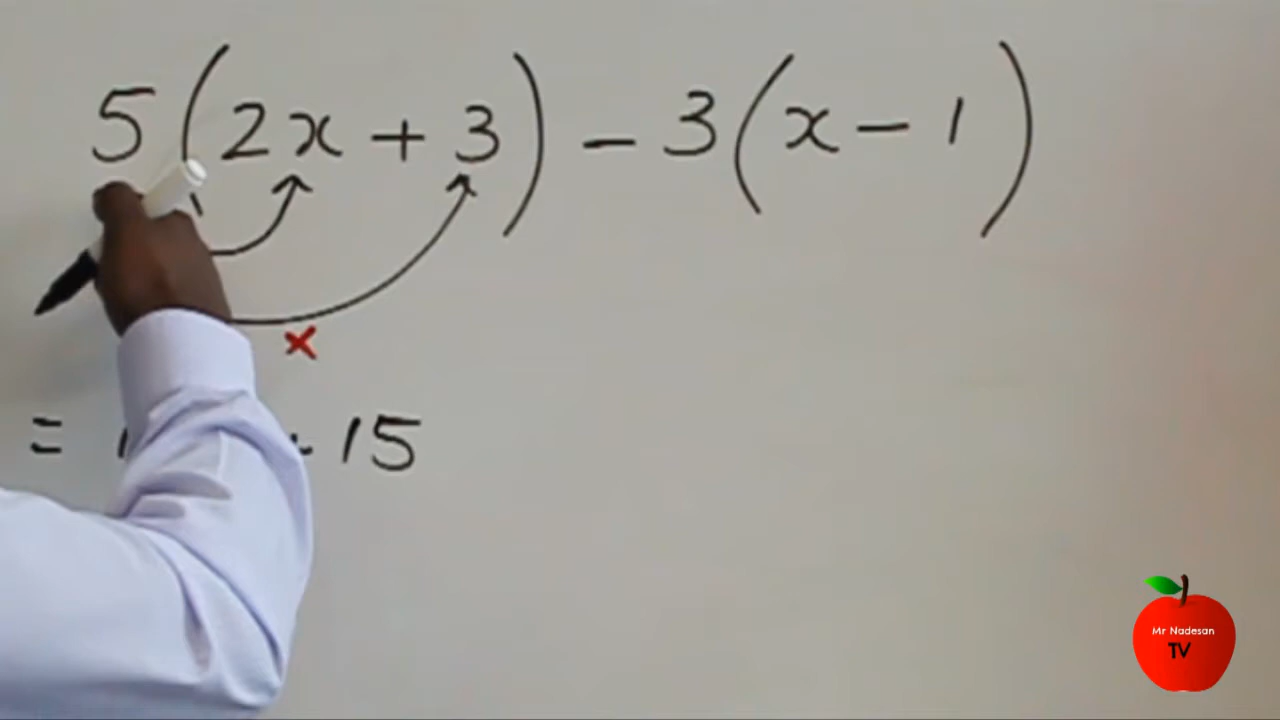 5(2x + 3) - 3(x - 1)
×
= 15
Mr Nadesan
TV